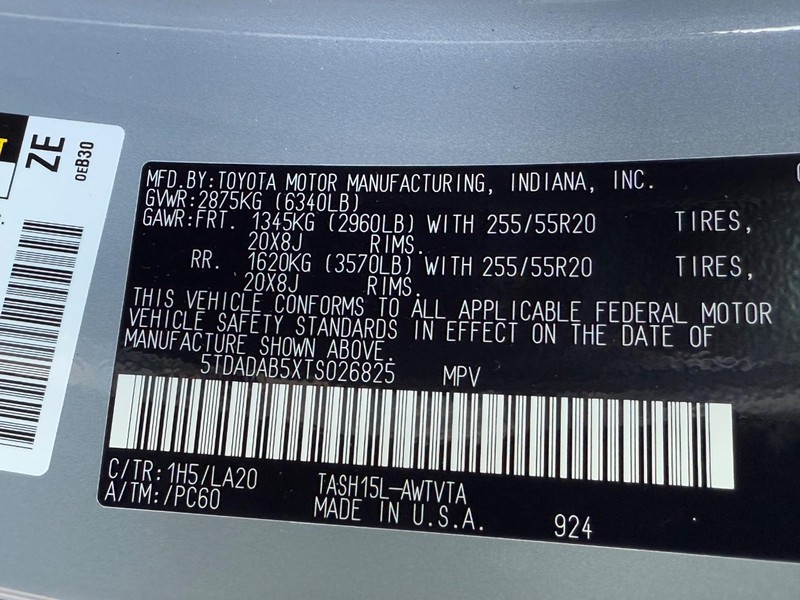 ZE
0EB30
MFD.BY:TOYOTA MOTOR MANUFACTURING, INDIANA, INC.
GVWR:2875KG (6340LB)
GAWR:FRT. 1345KG (2960LB) WITH 255/55R20 TIRES,
20X8J RIMS.
RR. 1620KG (3570LB) WITH 255/55R20 TIRES,
20X8J RIMS.
THIS VEHICLE CONFORMS TO ALL APPLICABLE FEDERAL MOTOR
VEHICLE SAFETY STANDARDS IN EFFECT ON THE DATE OF
MANUFACTURE SHOWN ABOVE.
5TDADAB5XTS026825 MPV
C/TR:1H5/LA20 TASH15L-AWTVTA
A/TM:/PC60 MADE IN U.S.A. 924